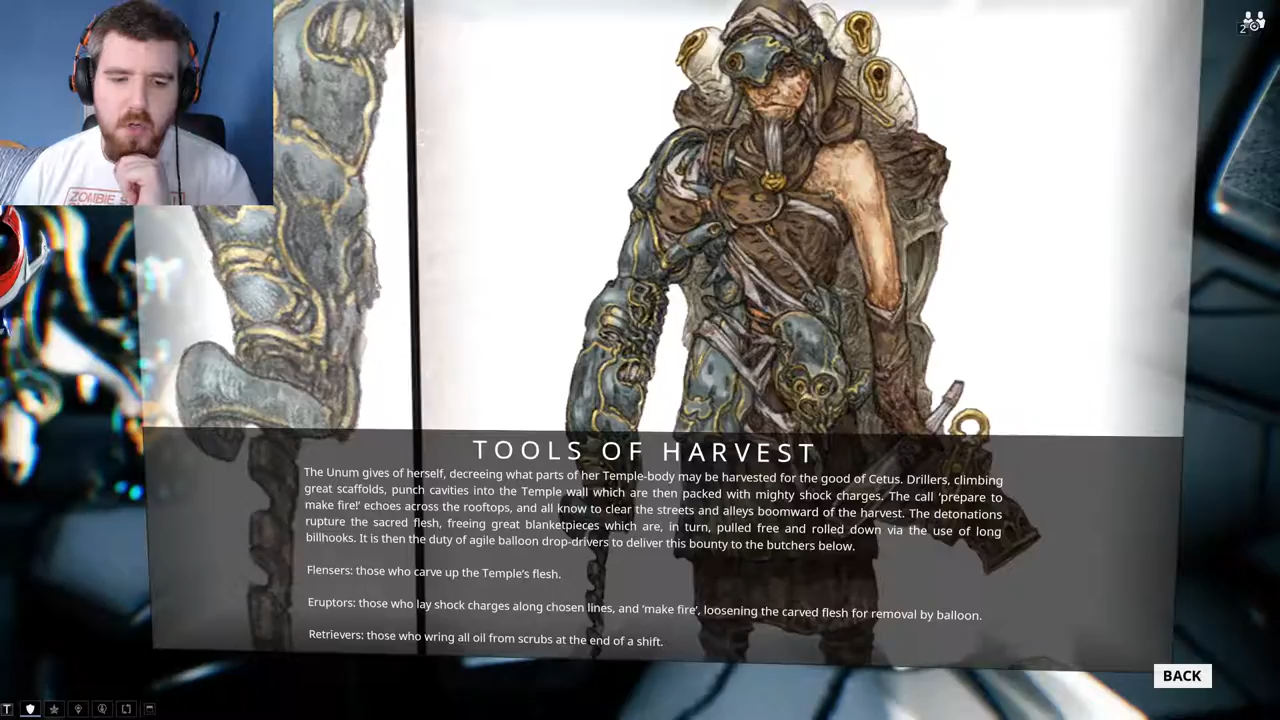 2
ZOMBIE
TOOLS OF HARVEST
The Unum gives of herself, decreeing what parts of her Temple-body may be harvested for the good of Cetus. Drillers, climbing
great scaffolds, punch cavities into the Temple wall which are then packed with mighty shock charges. The call ‘prepare to
make fire!’ echoes across the rooftops, and all know to clear the streets and alleys boomward of the harvest. The detonations
rupture the sacred flesh, freeing great blanketpieces which are, in turn, pulled free and rolled down via the use of long
billhooks. It is then the duty of agile balloon drop-drivers to deliver this bounty to the butchers below.
Flensers: those who carve up the Temple’s flesh.
Eruptors: those who lay shock charges along chosen lines, and ‘make fire’, loosening the carved flesh for removal by balloon.
Retrievers: those who wring all oil from scrubs at the end of a shift.
BACK
T